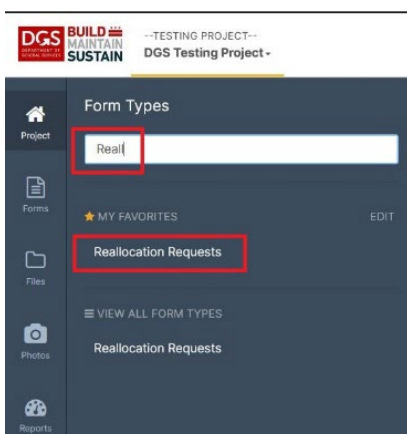 DGS
DEPARTMENT OF
GENERAL SERVICES
BUILD
MAINTAIN
SUSTAIN
--TESTING PROJECT--
DGS Testing Project
Project
Forms
Files
Photos
Reports
Form Types
Reall
MY FAVORITES EDIT
Reallocation Requests
VIEW ALL FORM TYPES
Reallocation Requests